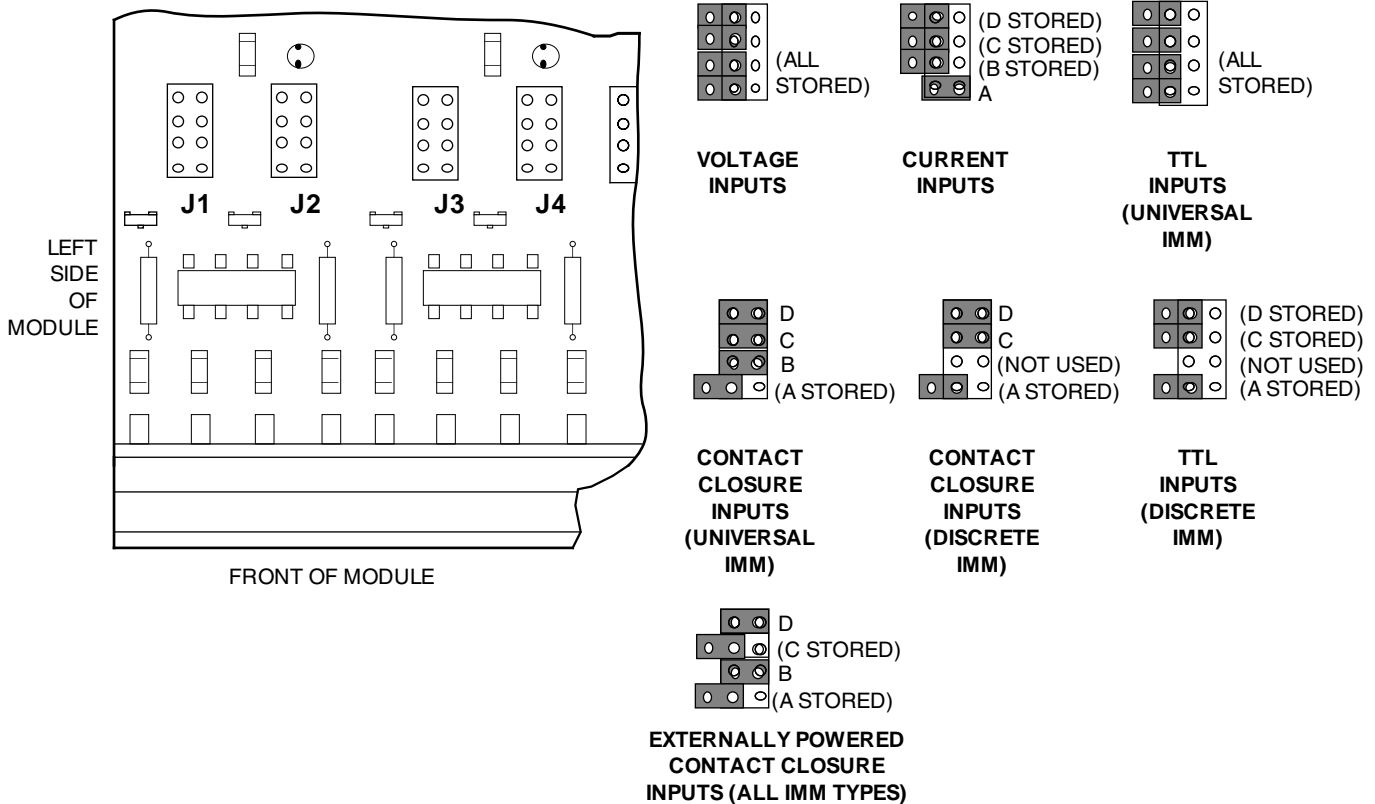 (ALL
STORED)
VOLTAGE
INPUTS
(D STORED)
(C STORED)
(B STORED)
A
CURRENT
INPUTS
(ALL
STORED)
TTL
INPUTS
(UNIVERSAL
IMM)
J1
J2
J3
J4
LEFT
SIDE
OF
MODULE
FRONT OF MODULE
D
C
B
(A STORED)
CONTACT
CLOSURE
INPUTS
(UNIVERSAL
IMM)
D
C
(NOT USED)
(A STORED)
CONTACT
CLOSURE
INPUTS
(DISCRETE
IMM)
(D STORED)
(C STORED)
(NOT USED)
(A STORED)
TTL
INPUTS
(DISCRETE
IMM)
D
(C STORED)
B
(A STORED)
EXTERNALLY POWERED
CONTACT CLOSURE
INPUTS (ALL IMM TYPES)